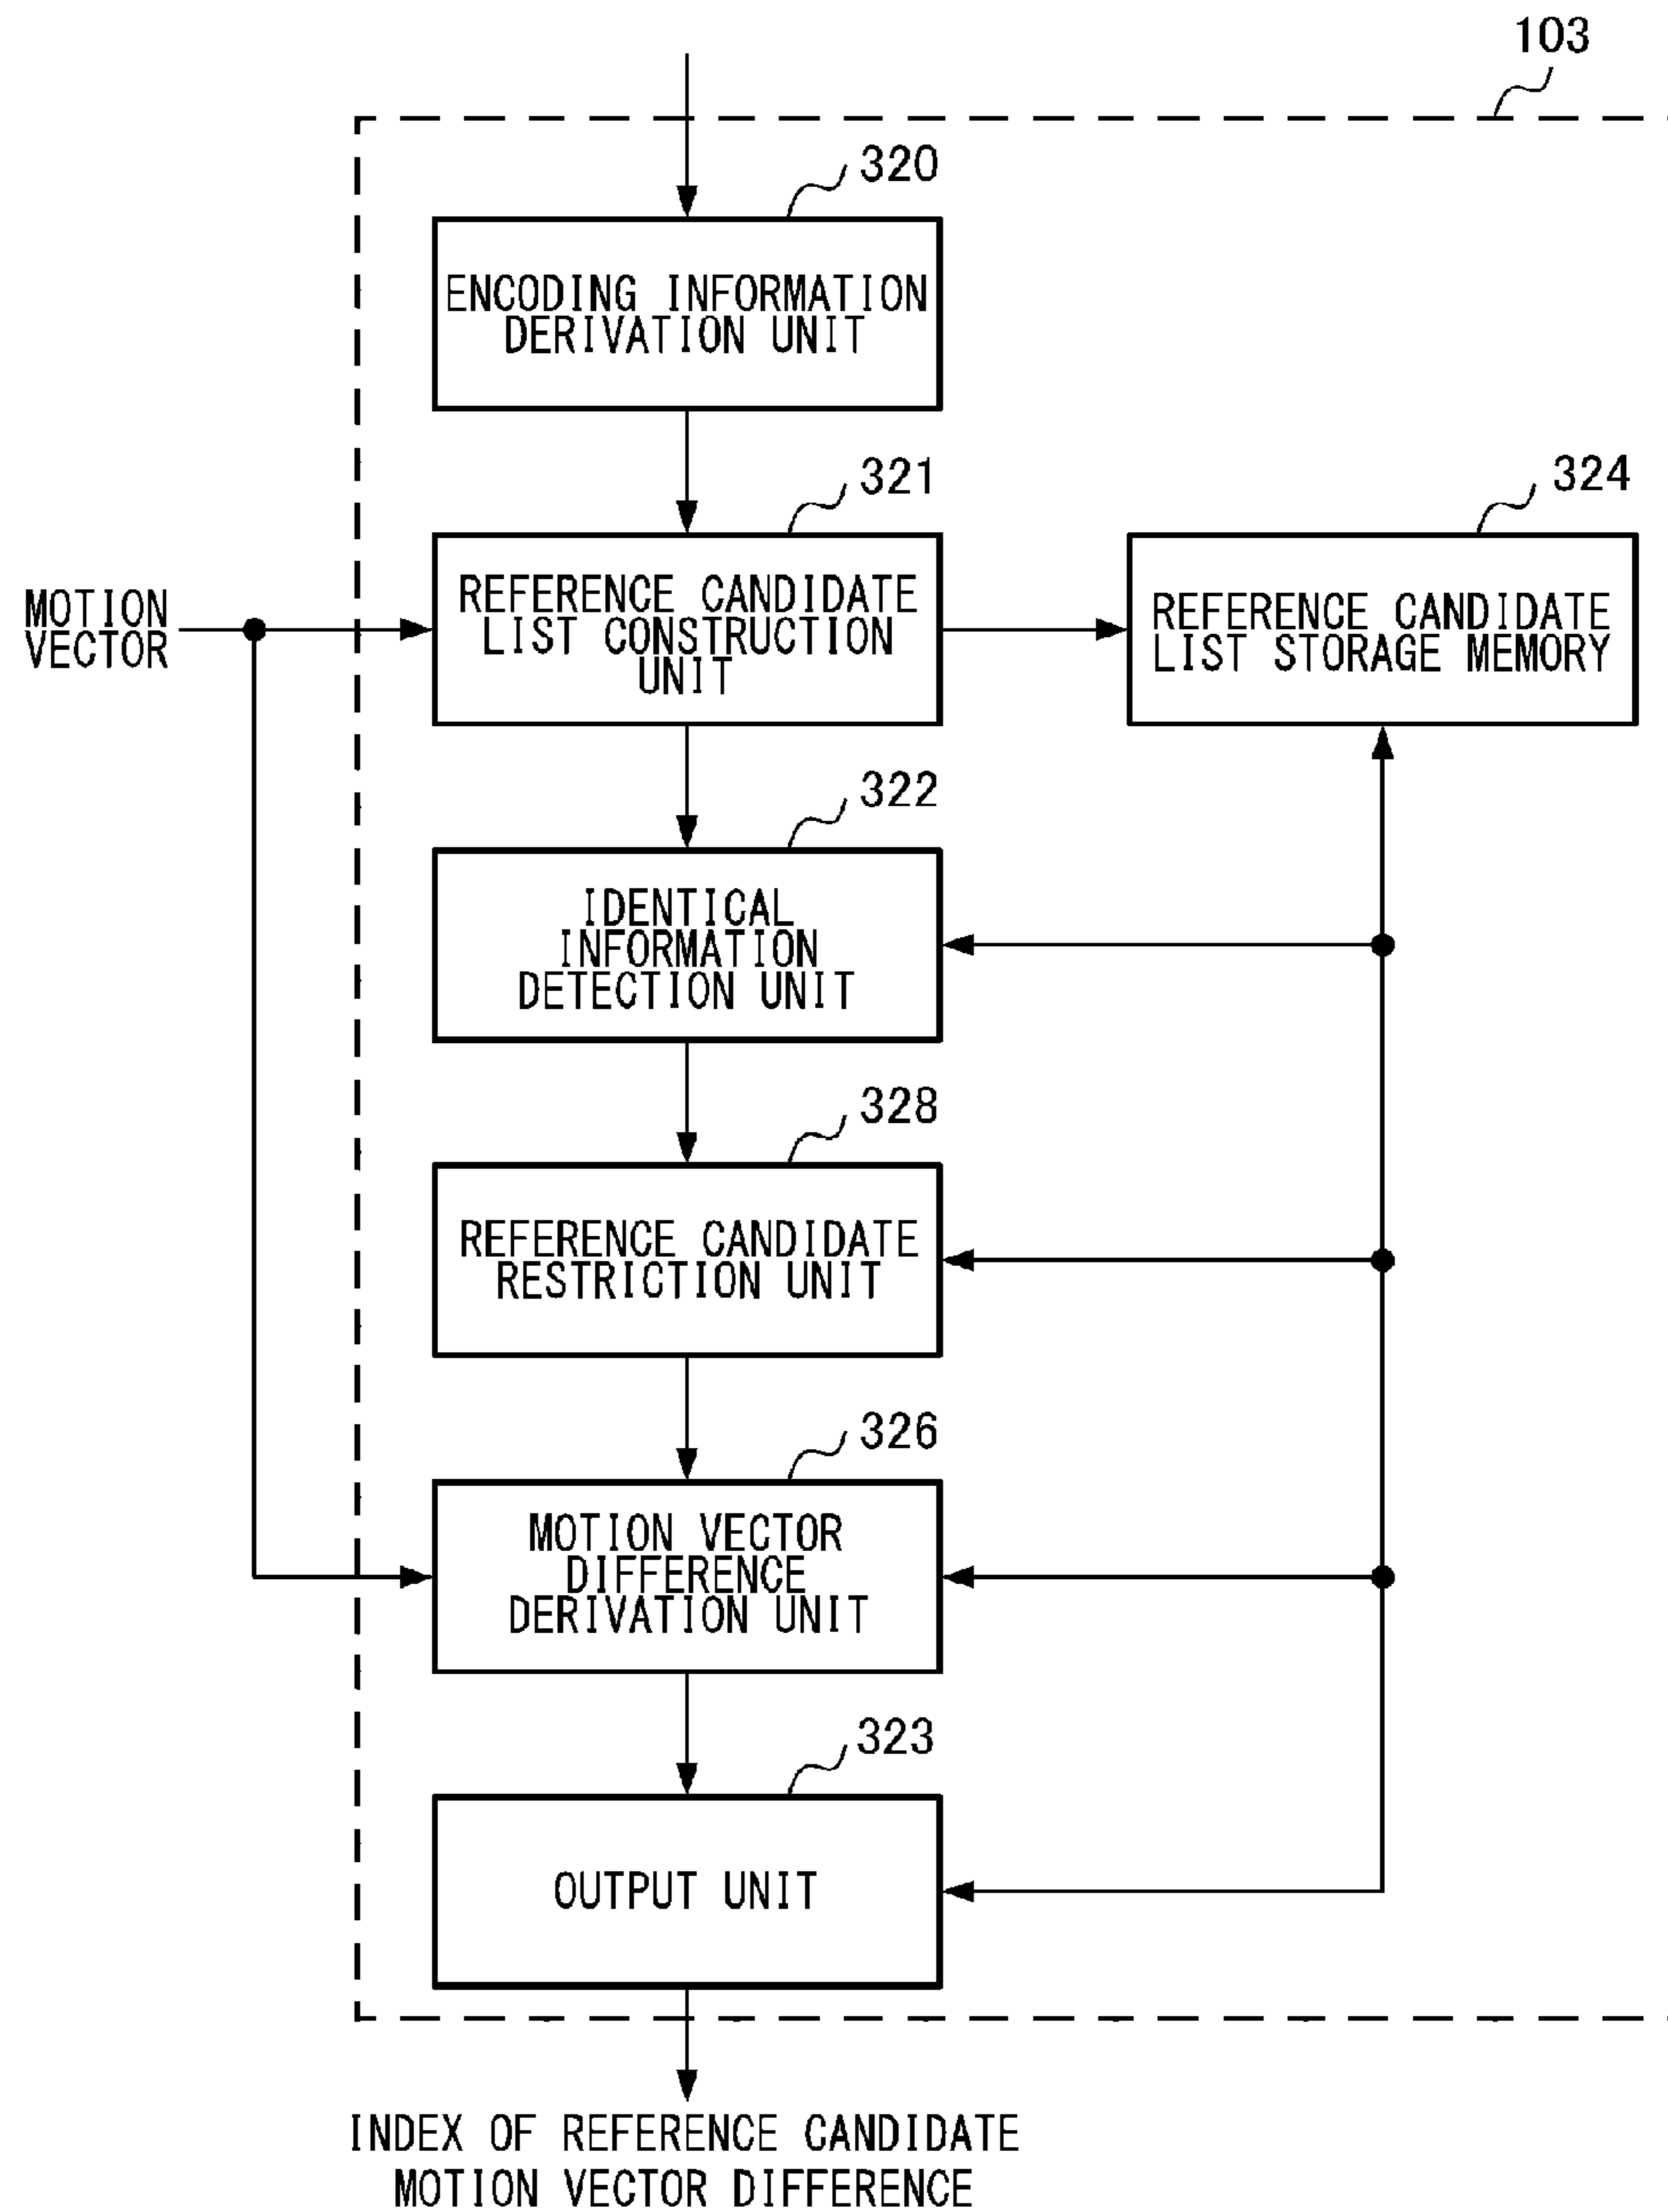 103
320
ENCODING INFORMATION
DERIVATION UNIT
321
324
MOTION
VECTOR
REFERENCE CANDIDATE
LIST CONSTRUCTION
UNIT
REFERENCE CANDIDATE
LIST STORAGE MEMORY
322
IDENTICAL
INFORMATION
DETECTION UNIT
328
REFERENCE CANDIDATE
RESTRICTION UNIT
326
MOTION VECTOR
DIFFERENCE
DERIVATION UNIT
323
OUTPUT UNIT
INDEX OF REFERENCE CANDIDATE
MOTION VECTOR DIFFERENCE